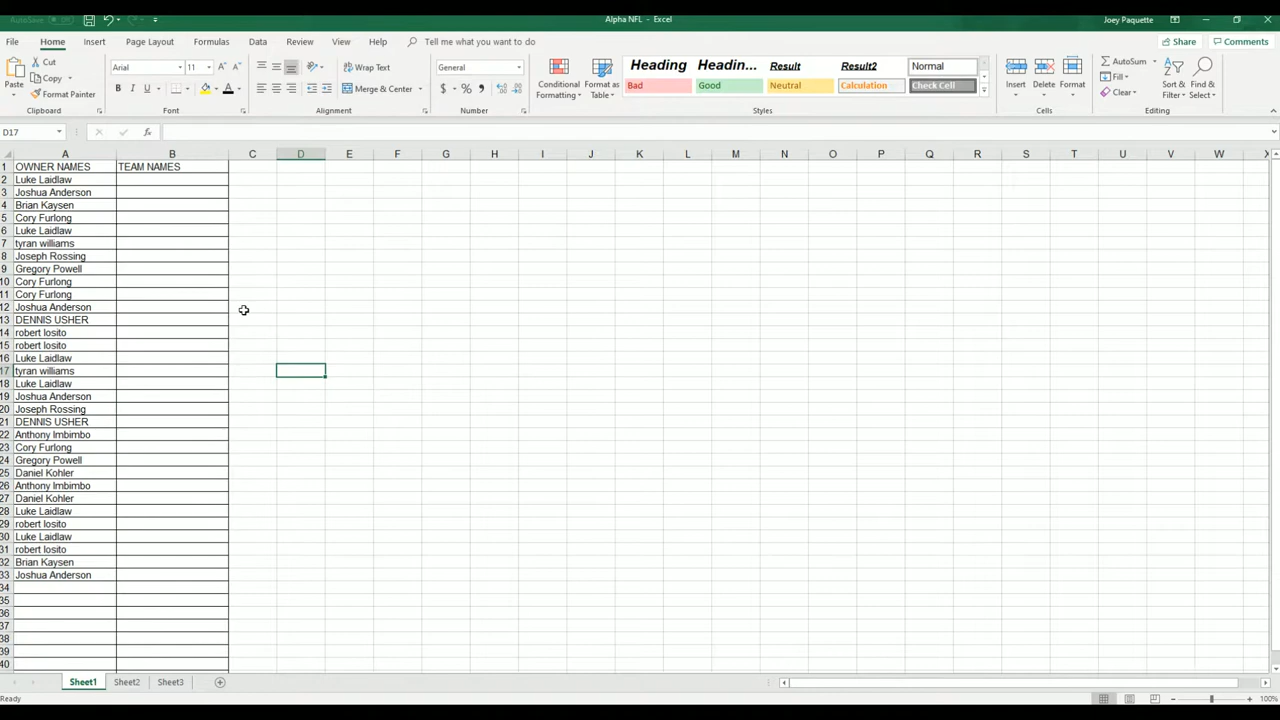 AutoSave Off
Alpha NFL - Excel
Joey Paquette
File Home Insert Page Layout Formulas Data Review View Help Tell me what you want to do
Share Comments
Paste
Cut
Copy
Format Painter
Clipboard
Arial 11
B I U
Font
Wrap Text
Merge & Center
Alignment
General
$ % 9
Number
Conditional Formatting
Format as Table
Heading Headin... Result Result2 Normal
Bad Good Neutral Calculation Check Cell
Styles
Insert Delete Format
Cells
AutoSum
Fill
Clear
Sort & Filter
Find & Select
Editing
D17
fx
A B C D E F G H I J K L M N O P Q R S T U V W X
1 OWNER NAMES TEAM NAMES
2 Luke Laidlaw
3 Joshua Anderson
4 Brian Kaysen
5 Cory Furlong
6 Luke Laidlaw
7 tyran williams
8 Joseph Rossing
9 Gregory Powell
10 Cory Furlong
11 Cory Furlong
12 Joshua Anderson
13 DENNIS USHER
14 robert losito
15 robert losito
16 Luke Laidlaw
17 tyran williams
18 Luke Laidlaw
19 Joshua Anderson
20 Joseph Rossing
21 DENNIS USHER
22 Anthony Imbimbo
23 Cory Furlong
24 Gregory Powell
25 Daniel Kohler
26 Anthony Imbimbo
27 Daniel Kohler
28 Luke Laidlaw
29 robert losito
30 Luke Laidlaw
31 robert losito
32 Brian Kaysen
33 Joshua Anderson
34
35
36
37
38
39
40
Sheet1 Sheet2 Sheet3
Ready
100%